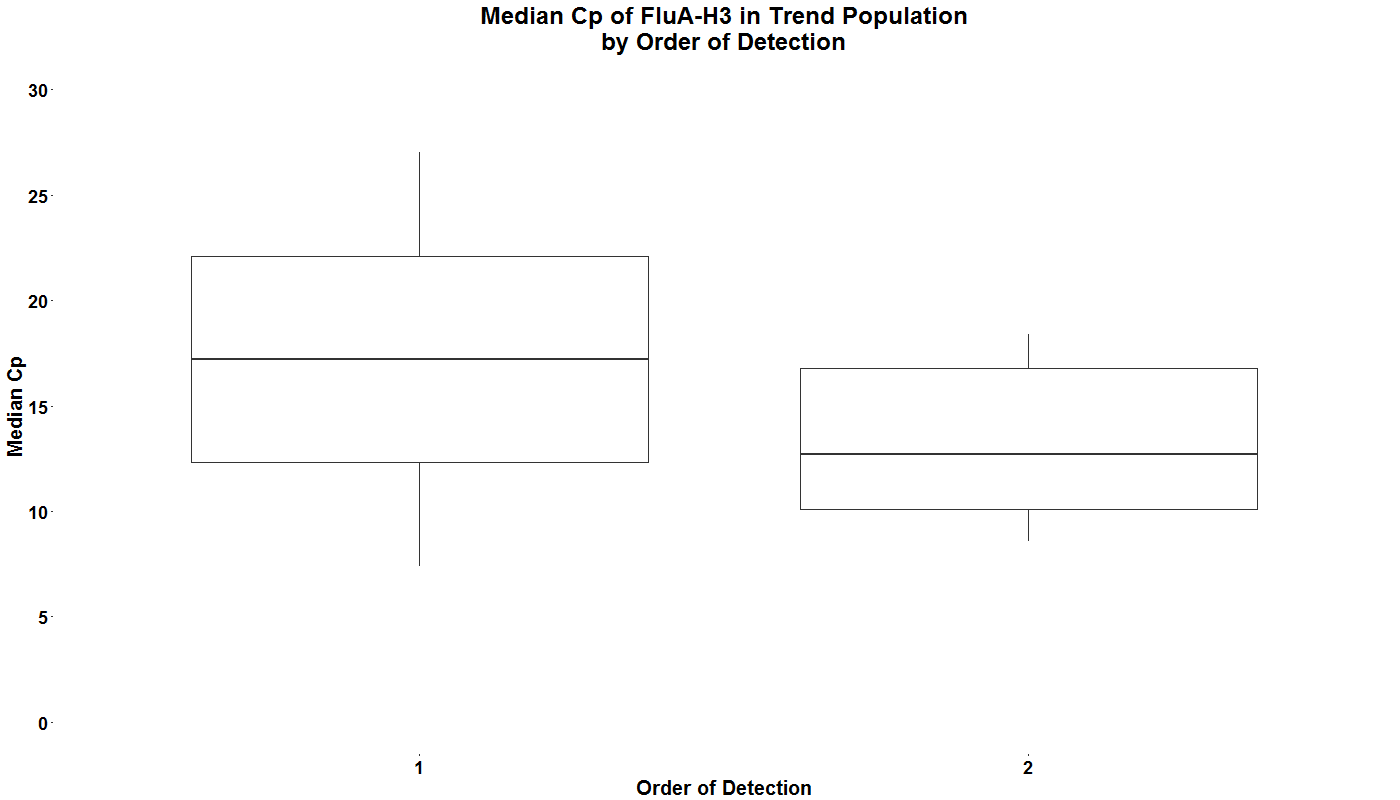 Median Cp of FluA-H3 in Trend Population
by Order of Detection
30
25
20
15
10
5
0
Median Cp
1
2
Order of Detection